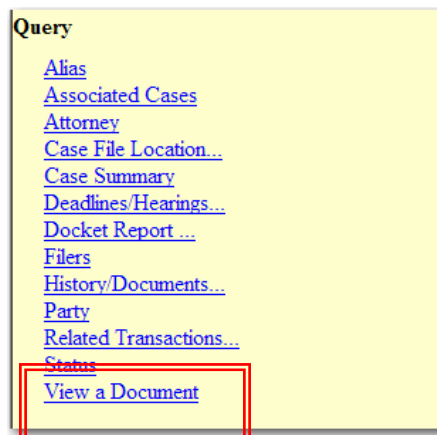 Query
Alias
Associated Cases
Attorney
Case File Location...
Case Summary
Deadlines/Hearings...
Docket Report ...
Filers
History/Documents...
Party
Related Transactions...
Status
View a Document